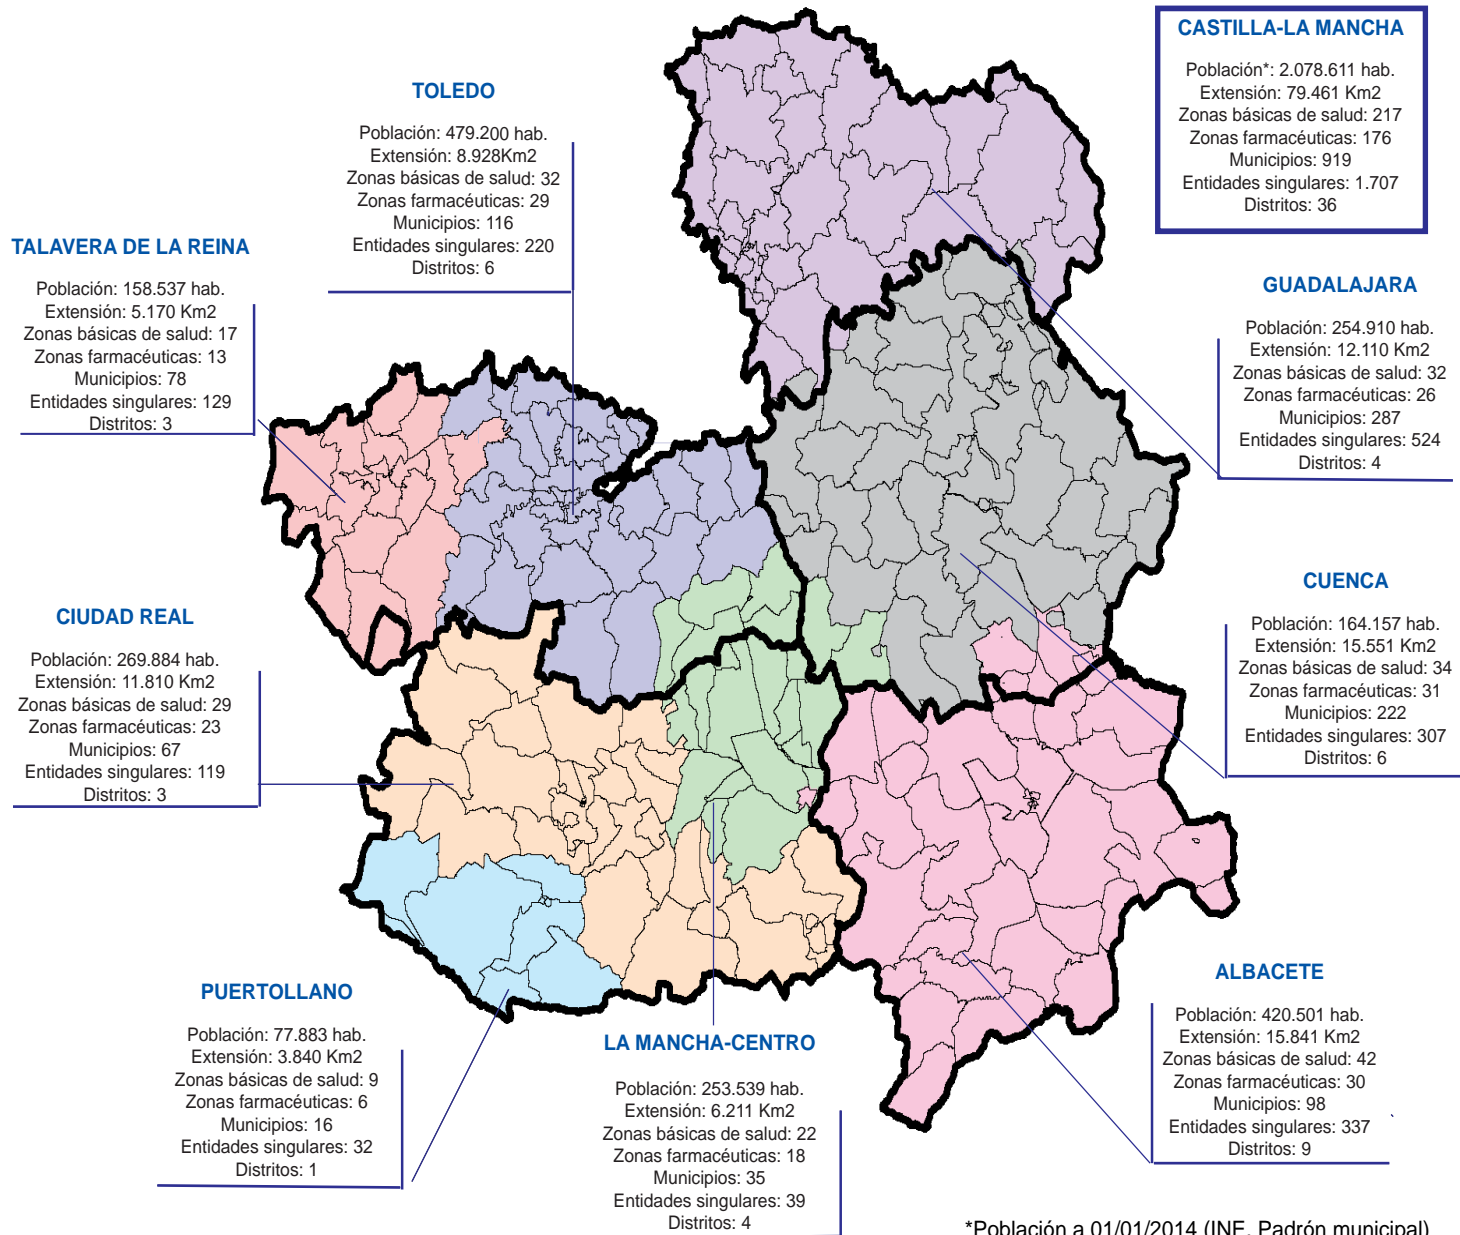 CASTILLA-LA MANCHA
Población*: 2.078.611 hab.
Extensión: 79.461 Km2
Zonas básicas de salud: 217
Zonas farmacéuticas: 176
Municipios: 919
Entidades singulares: 1.707
Distritos: 36
TOLEDO
Población: 479.200 hab.
Extensión: 8.928Km2
Zonas básicas de salud: 32
Zonas farmacéuticas: 29
Municipios: 116
Entidades singulares: 220
Distritos: 6
TALAVERA DE LA REINA
Población: 158.537 hab.
Extensión: 5.170 Km2
Zonas básicas de salud: 17
Zonas farmacéuticas: 13
Municipios: 78
Entidades singulares: 129
Distritos: 3
GUADALAJARA
Población: 254.910 hab.
Extensión: 12.110 Km2
Zonas básicas de salud: 32
Zonas farmacéuticas: 26
Municipios: 287
Entidades singulares: 524
Distritos: 4
CUENCA
Población: 164.157 hab.
Extensión: 15.551 Km2
Zonas básicas de salud: 34
Zonas farmacéuticas: 31
Municipios: 222
Entidades singulares: 307
Distritos: 6
CIUDAD REAL
Población: 269.884 hab.
Extensión: 11.810 Km2
Zonas básicas de salud: 29
Zonas farmacéuticas: 23
Municipios: 67
Entidades singulares: 119
Distritos: 3
PUERTOLLANO
Población: 77.883 hab.
Extensión: 3.840 Km2
Zonas básicas de salud: 9
Zonas farmacéuticas: 6
Municipios: 16
Entidades singulares: 32
Distritos: 1
LA MANCHA-CENTRO
Población: 253.539 hab.
Extensión: 6.211 Km2
Zonas básicas de salud: 22
Zonas farmacéuticas: 18
Municipios: 35
Entidades singulares: 39
Distritos: 4
ALBACETE
Población: 420.501 hab.
Extensión: 15.841 Km2
Zonas básicas de salud: 42
Zonas farmacéuticas: 30
Municipios: 98
Entidades singulares: 337
Distritos: 9
*Población a 01/01/2014 (INE. Padrón municipal)